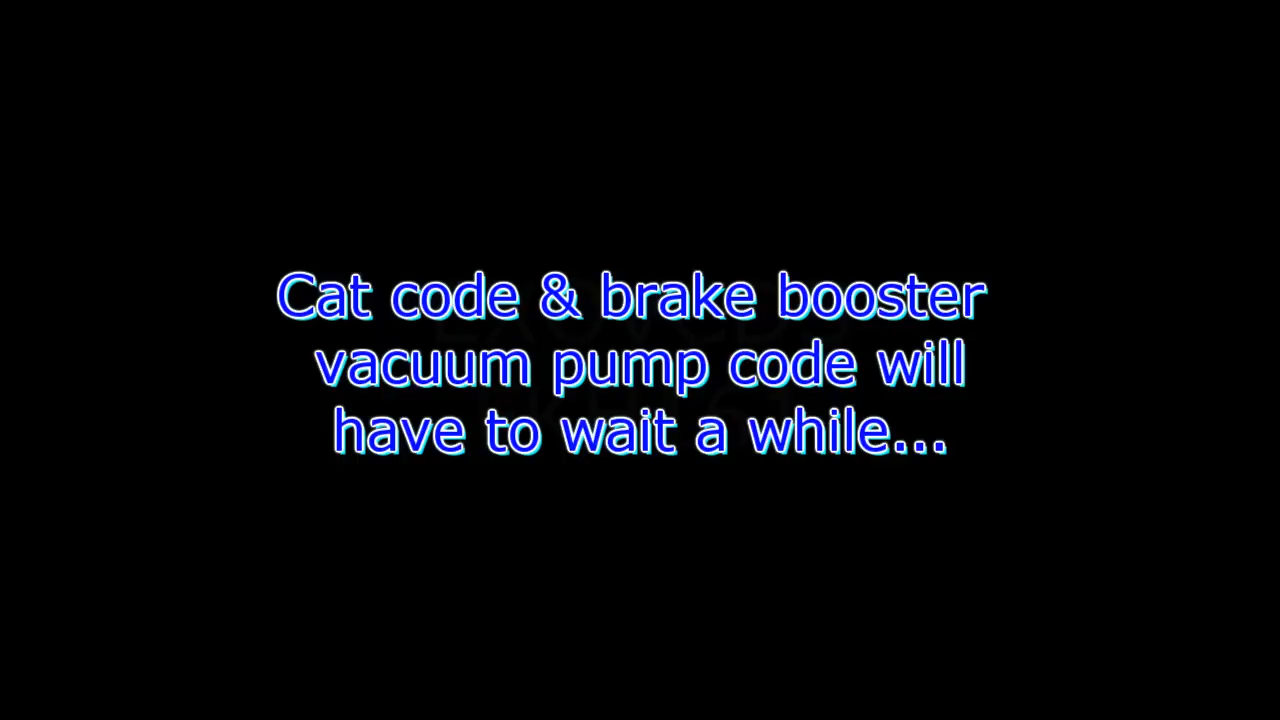 Cat code & brake booster
vacuum pump code will
have to wait a while...